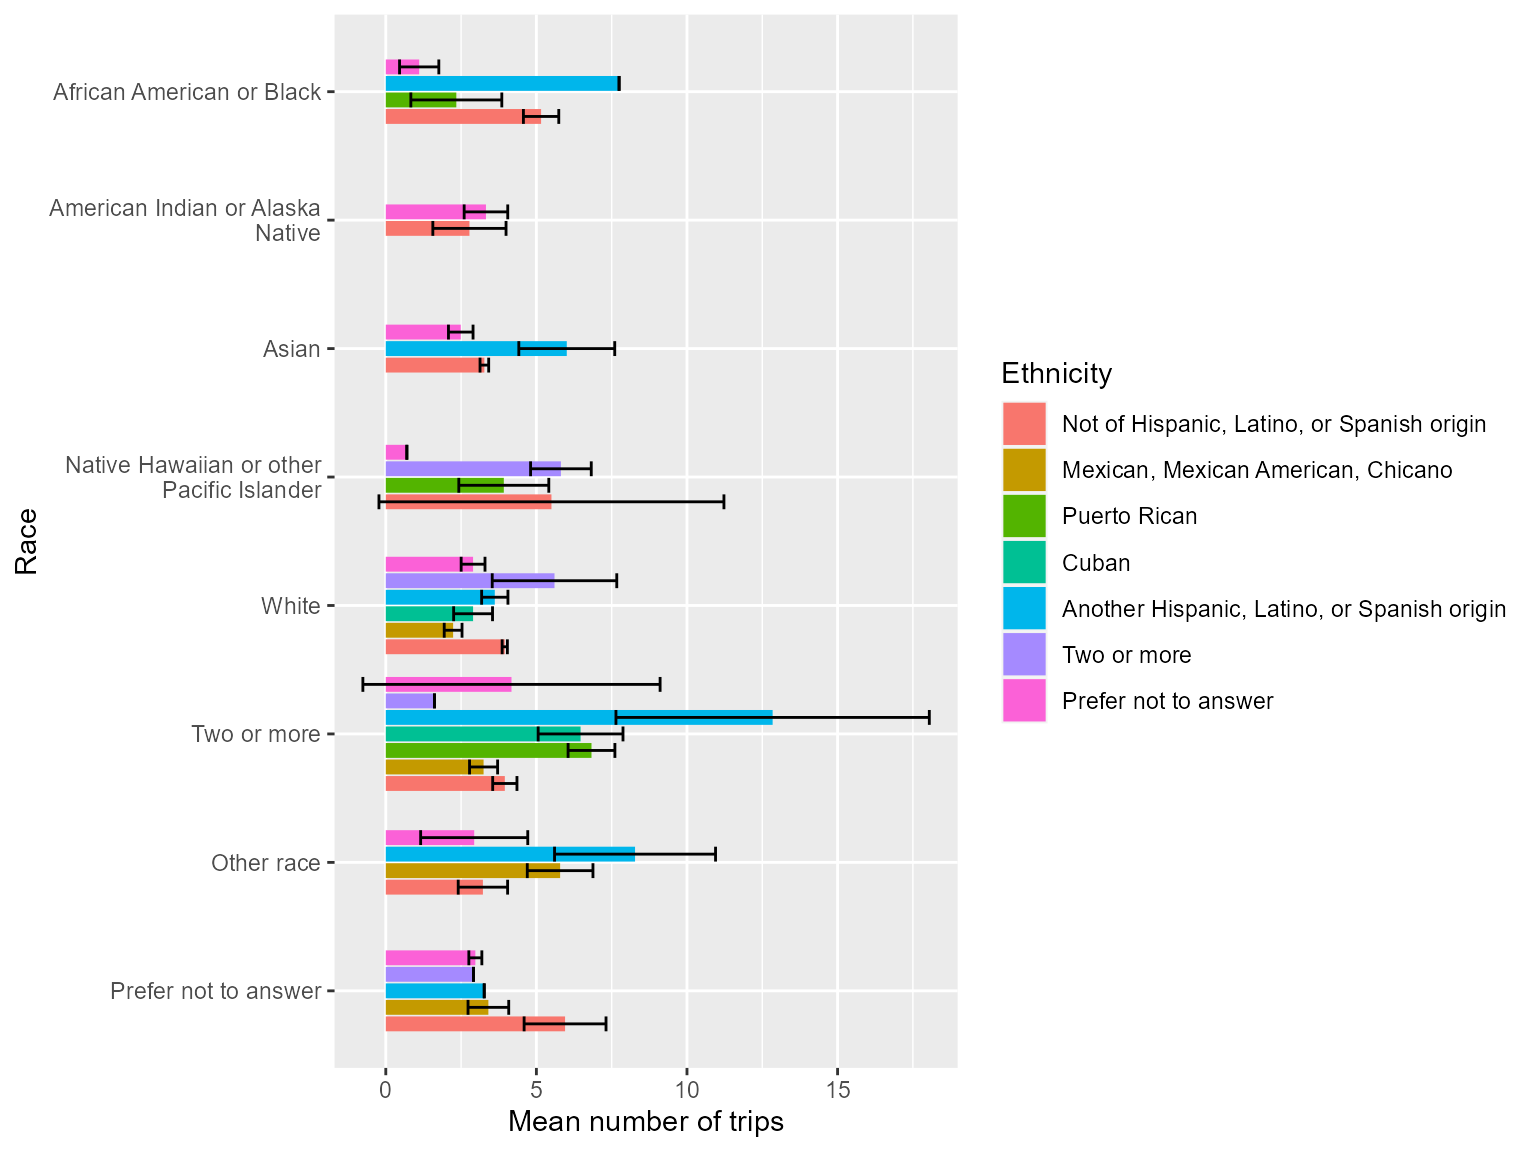 African American or Black
American Indian or Alaska
Native
Asian
Native Hawaiian or other
Pacific Islander
White
Two or more
Other race
Prefer not to answer
Race
0
5
10
15
Mean number of trips
Ethnicity
Not of Hispanic, Latino, or Spanish origin
Mexican, Mexican American, Chicano
Puerto Rican
Cuban
Another Hispanic, Latino, or Spanish origin
Two or more
Prefer not to answer